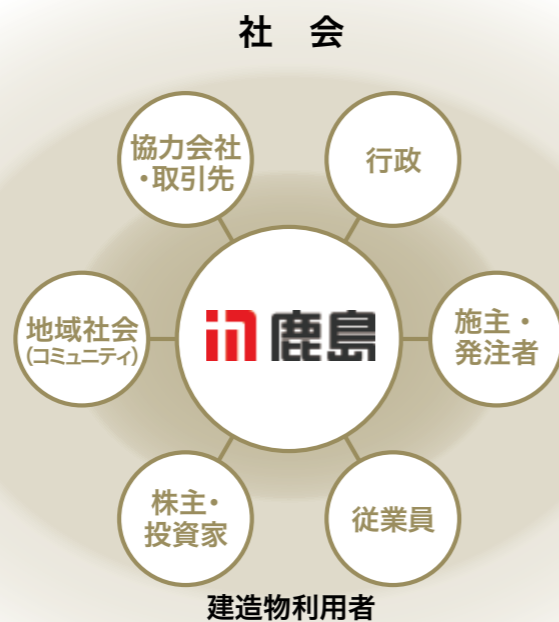 社　会
協力会社
・取引先
行政
鹿島
地域社会
(コミュニティ)
施主・
発注者
株主・
投資家
従業員
建造物利用者